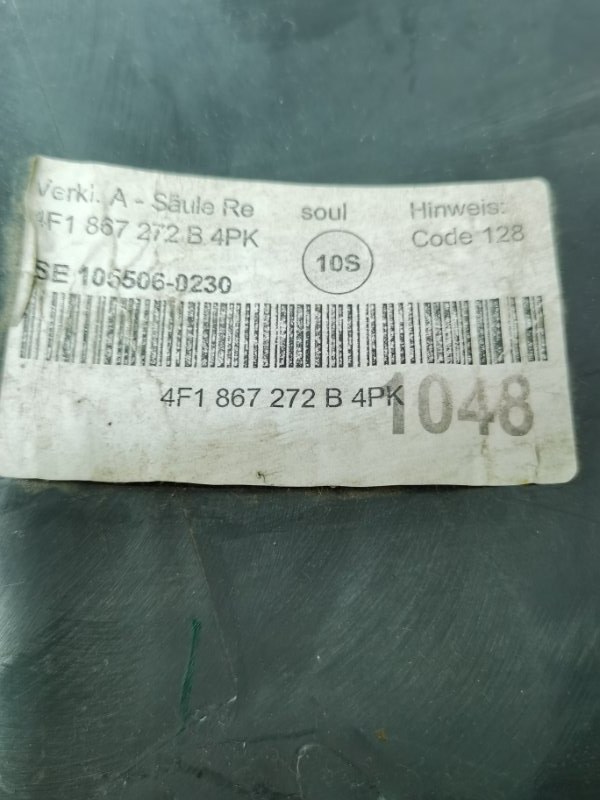 Verkl. A - Säule Re
soul
Hinweis:
4F1 867 272 B 4PK
Code 128
10S
SE 106506-0230
4F1 867 272 B 4PK
1048